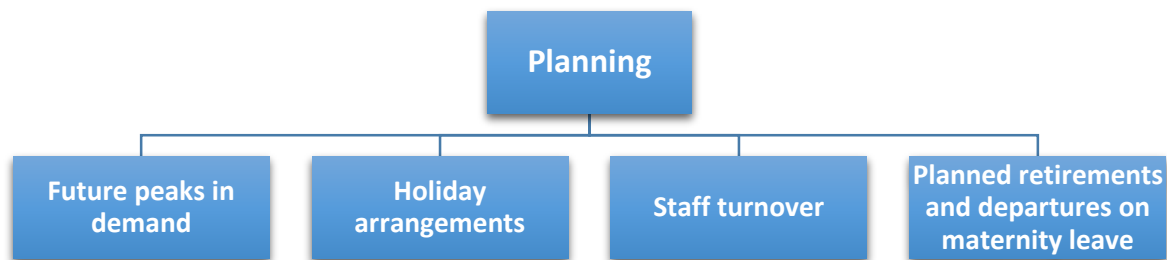 Planning
Future peaks in
demand
Holiday
arrangements
Staff turnover
Planned retirements
and departures on
maternity leave